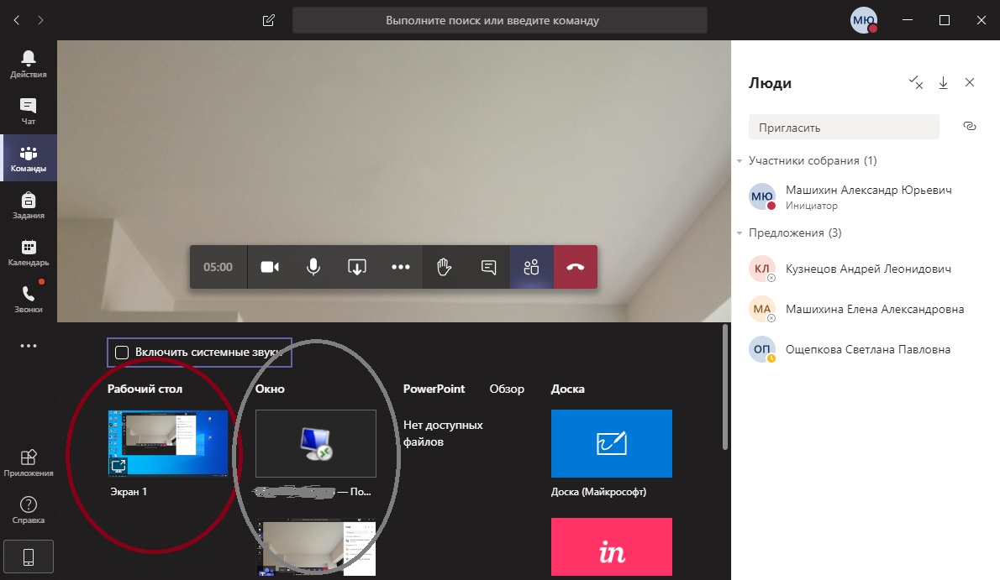 Выполните поиск или введите команду
МЮ
Действия
Чат
Команды
Задания
Календарь
Звонки
Приложения
Справка
05:00
Включить системные звуки
Рабочий стол
Окно
PowerPoint
Обзор
Доска
Нет доступных
файлов
Экран 1
— По...
Доска (Майкрософт)
in
Люди
Пригласить
Участники собрания (1)
МЮ
Машихин Александр Юрьевич
Инициатор
Предложения (3)
КЛ
Кузнецов Андрей Леонидович
МА
Машихина Елена Александровна
ОП
Ощепкова Светлана Павловна